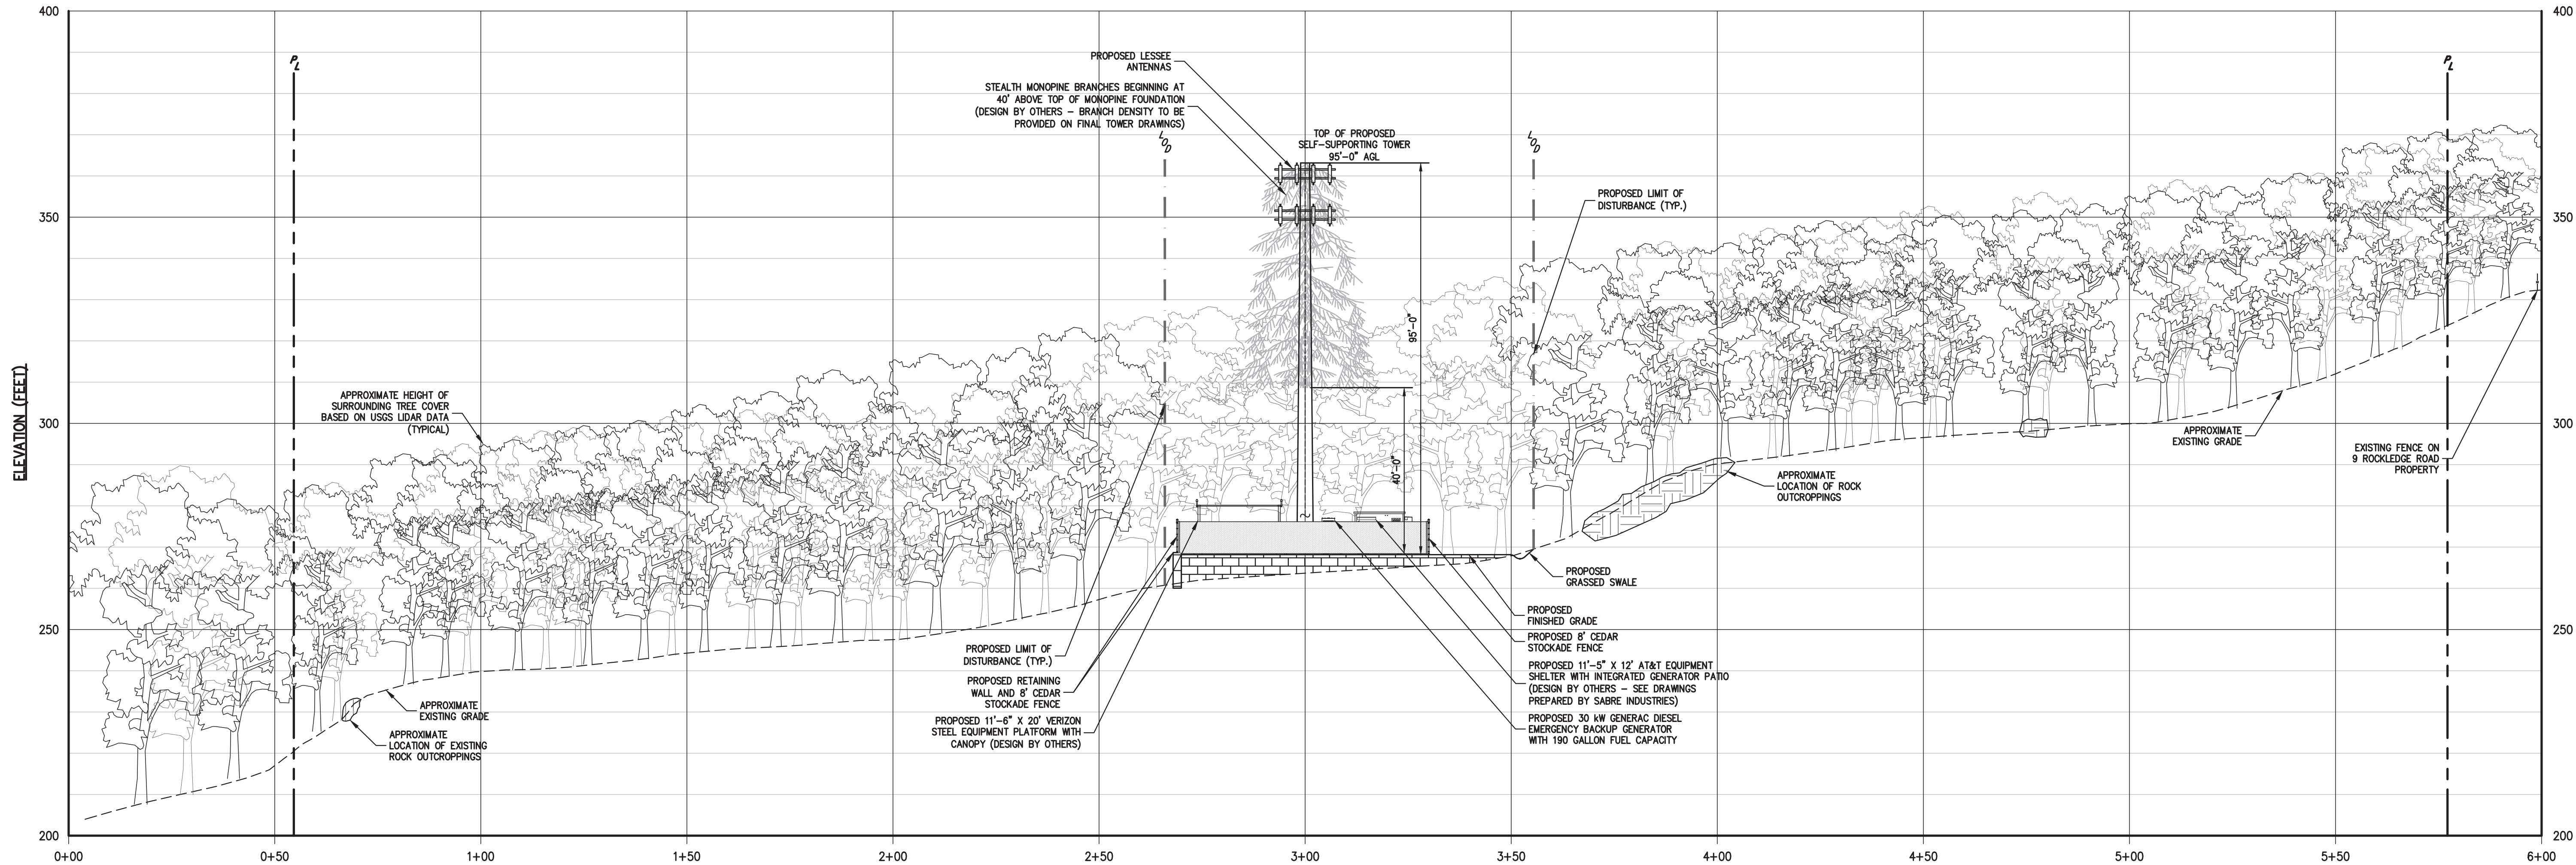 400
400
PL
PL
PROPOSED LESSEE
ANTENNAS
STEALTH MONOPINE BRANCHES BEGINNING AT
40' ABOVE TOP OF MONOPINE FOUNDATION
(DESIGN BY OTHERS – BRANCH DENSITY TO BE
PROVIDED ON FINAL TOWER DRAWINGS)
LOD
TOP OF PROPOSED
SELF-SUPPORTING TOWER
95'-0" AGL
LOD
PROPOSED LIMIT OF
DISTURBANCE (TYP.)
350
350
95'-0"
ELEVATION (FEET)
APPROXIMATE HEIGHT OF
SURROUNDING TREE COVER
BASED ON USGS LIDAR DATA
(TYPICAL)
300
300
40'-0"
APPROXIMATE
EXISTING GRADE
EXISTING FENCE ON
9 ROCKLEDGE ROAD
PROPERTY
APPROXIMATE
LOCATION OF ROCK
OUTCROPPINGS
PROPOSED
GRASSED SWALE
PROPOSED
FINISHED GRADE
250
250
PROPOSED 8' CEDAR
STOCKADE FENCE
PROPOSED LIMIT OF
DISTURBANCE (TYP.)
PROPOSED 11'-5" X 12' AT&T EQUIPMENT
SHELTER WITH INTEGRATED GENERATOR PATIO
(DESIGN BY OTHERS – SEE DRAWINGS
PREPARED BY SABRE INDUSTRIES)
PROPOSED RETAINING
WALL AND 8' CEDAR
STOCKADE FENCE
APPROXIMATE
EXISTING GRADE
PROPOSED 11'-6" X 20' VERIZON
STEEL EQUIPMENT PLATFORM WITH
CANOPY (DESIGN BY OTHERS)
PROPOSED 30 kW GENERAC DIESEL
EMERGENCY BACKUP GENERATOR
WITH 190 GALLON FUEL CAPACITY
APPROXIMATE
LOCATION OF EXISTING
ROCK OUTCROPPINGS
200
200
0+00
0+50
1+00
1+50
2+00
2+50
3+00
3+50
4+00
4+50
5+00
5+50
6+00